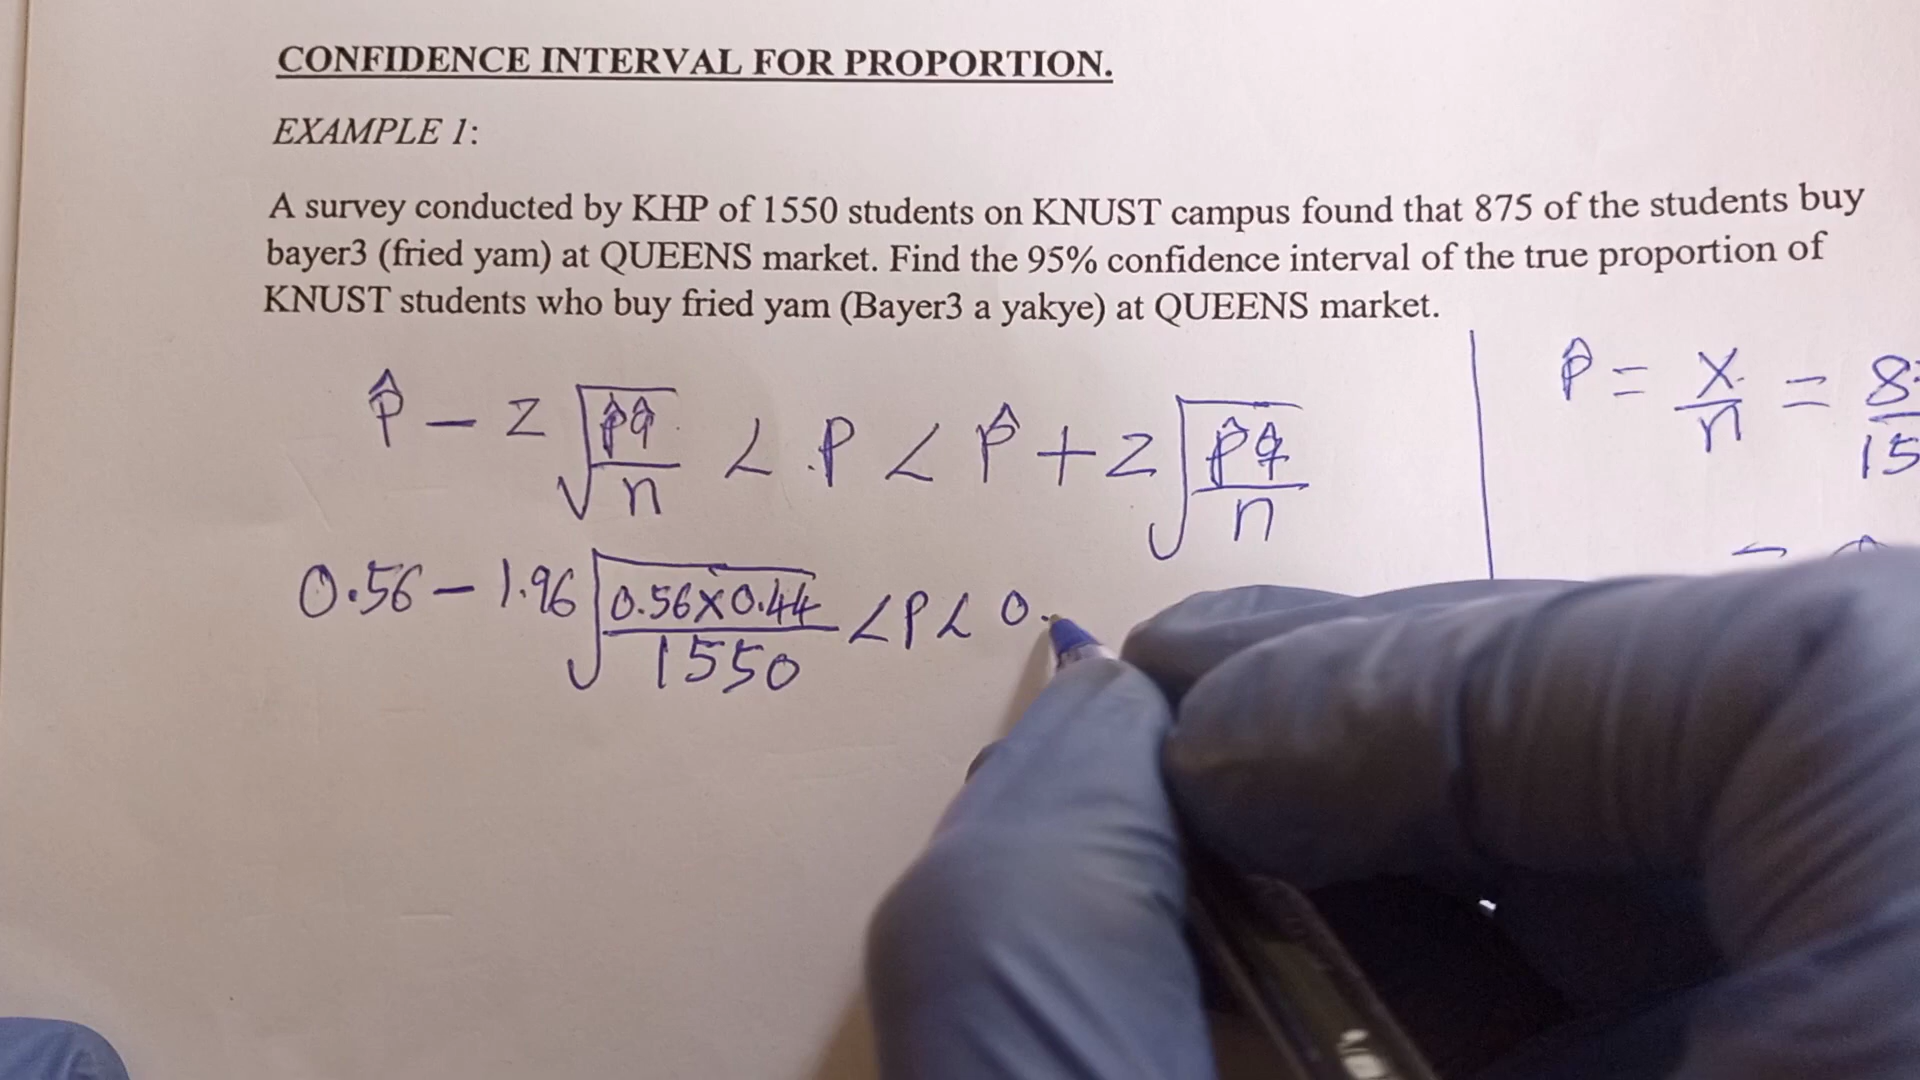 CONFIDENCE INTERVAL FOR PROPORTION.
EXAMPLE 1:
A survey conducted by KHP of 1550 students on KNUST campus found that 875 of the students buy
bayer3 (fried yam) at QUEENS market. Find the 95% confidence interval of the true proportion of
KNUST students who buy fried yam (Bayer3 a yakye) at QUEENS market.
p̂ - z √(p̂q̂/n) < p < p̂ + z √(p̂q̂/n)
0.56 - 1.96 √(0.56×0.44/1550) < p < 0.
p̂ = x/n = 8/15
=